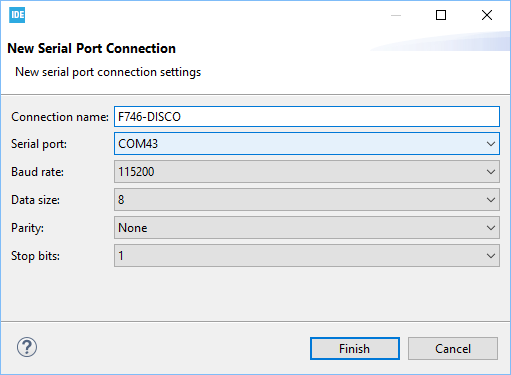 IDE
New Serial Port Connection
New serial port connection settings
Connection name: F746-DISCO
Serial port: COM43
Baud rate: 115200
Data size: 8
Parity: None
Stop bits: 1
? Finish Cancel